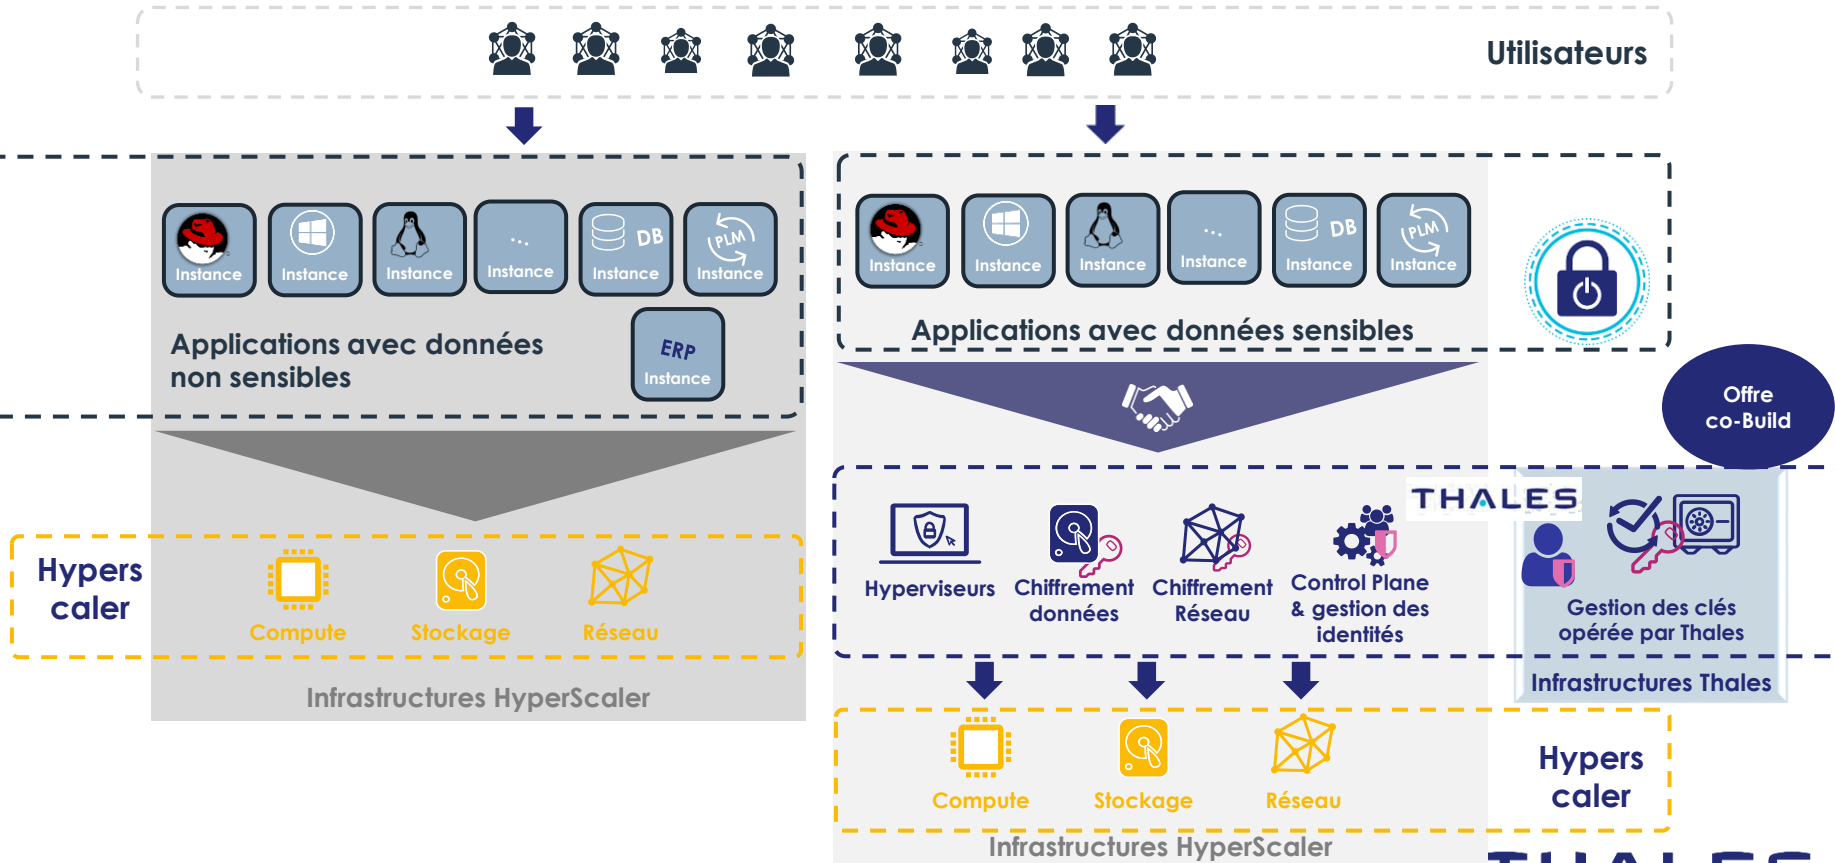 Utilisateurs
Instance
Instance
Instance
...
Instance
DB
Instance
PLM
Instance
Applications avec données
non sensibles
ERP
Instance
Instance
Instance
Instance
...
Instance
DB
Instance
PLM
Instance
Applications avec données sensibles
Offre
co-Build
Hypers
caler
Compute
Stockage
Réseau
Infrastructures HyperScaler
THALES
Hyperviseurs
Chiffrement
données
Chiffrement
Réseau
Control Plane
& gestion des
identités
Gestion des clés
opérée par Thales
Infrastructures Thales
Compute
Stockage
Réseau
Hypers
caler
Infrastructures HyperScaler
THALES